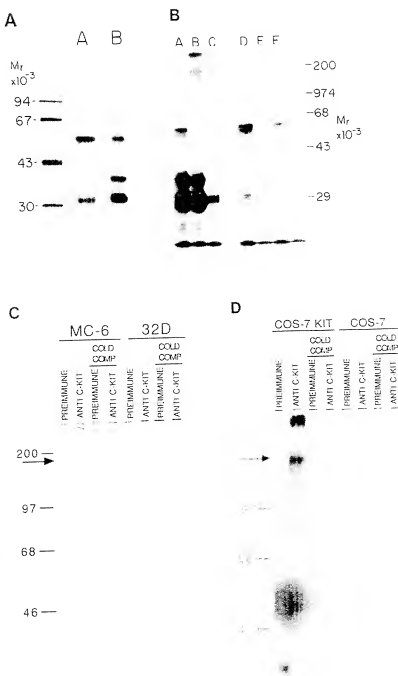 A
A B
Mr
x10-3
94-
67-
43-
30-
B
A B C D E F
-200
-974
-68
Mr
x10-3
-43
-29
C
MC-6 32D
COLD COMP COLD COMP
PREIMMUNE ANTI C-KIT PREIMMUNE ANTI C-KIT PREIMMUNE ANTI C-KIT PREIMMUNE ANTI C-KIT
200
97
68
46
D
COS-7 KIT COS-7
COLD COMP COLD COMP
PREIMMUNE ANTI C-KIT PREIMMUNE ANTI C-KIT PREIMMUNE ANTI C-KIT PREIMMUNE ANTI C-KIT